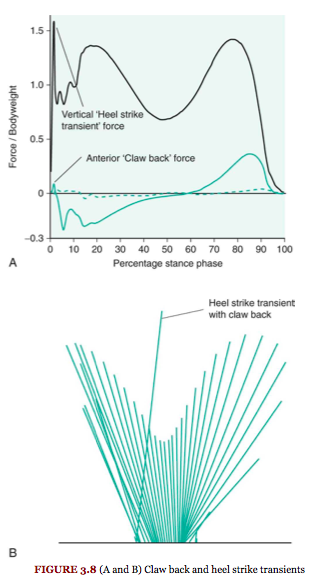 1.5
1.0
0.5
0
−0.3
Force / Bodyweight
Vertical ‘Heel strike
transient’ force
Anterior ‘Claw back’ force
0 10 20 30 40 50 60 70 80 90 100
Percentage stance phase
A
Heel strike transient
with claw back
B
FIGURE 3.8 (A and B) Claw back and heel strike transients